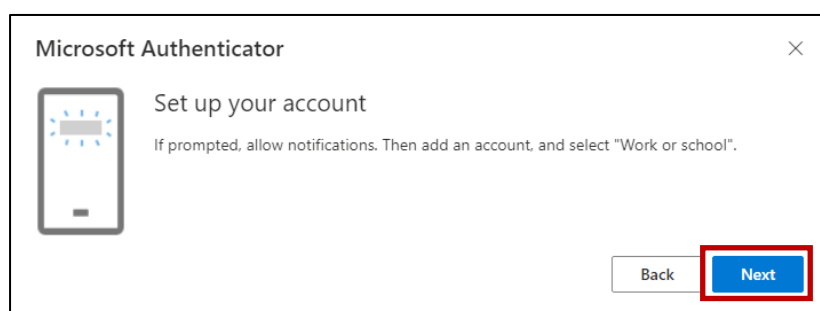 Microsoft Authenticator
Set up your account
If prompted, allow notifications. Then add an account, and select "Work or school".
Back
Next